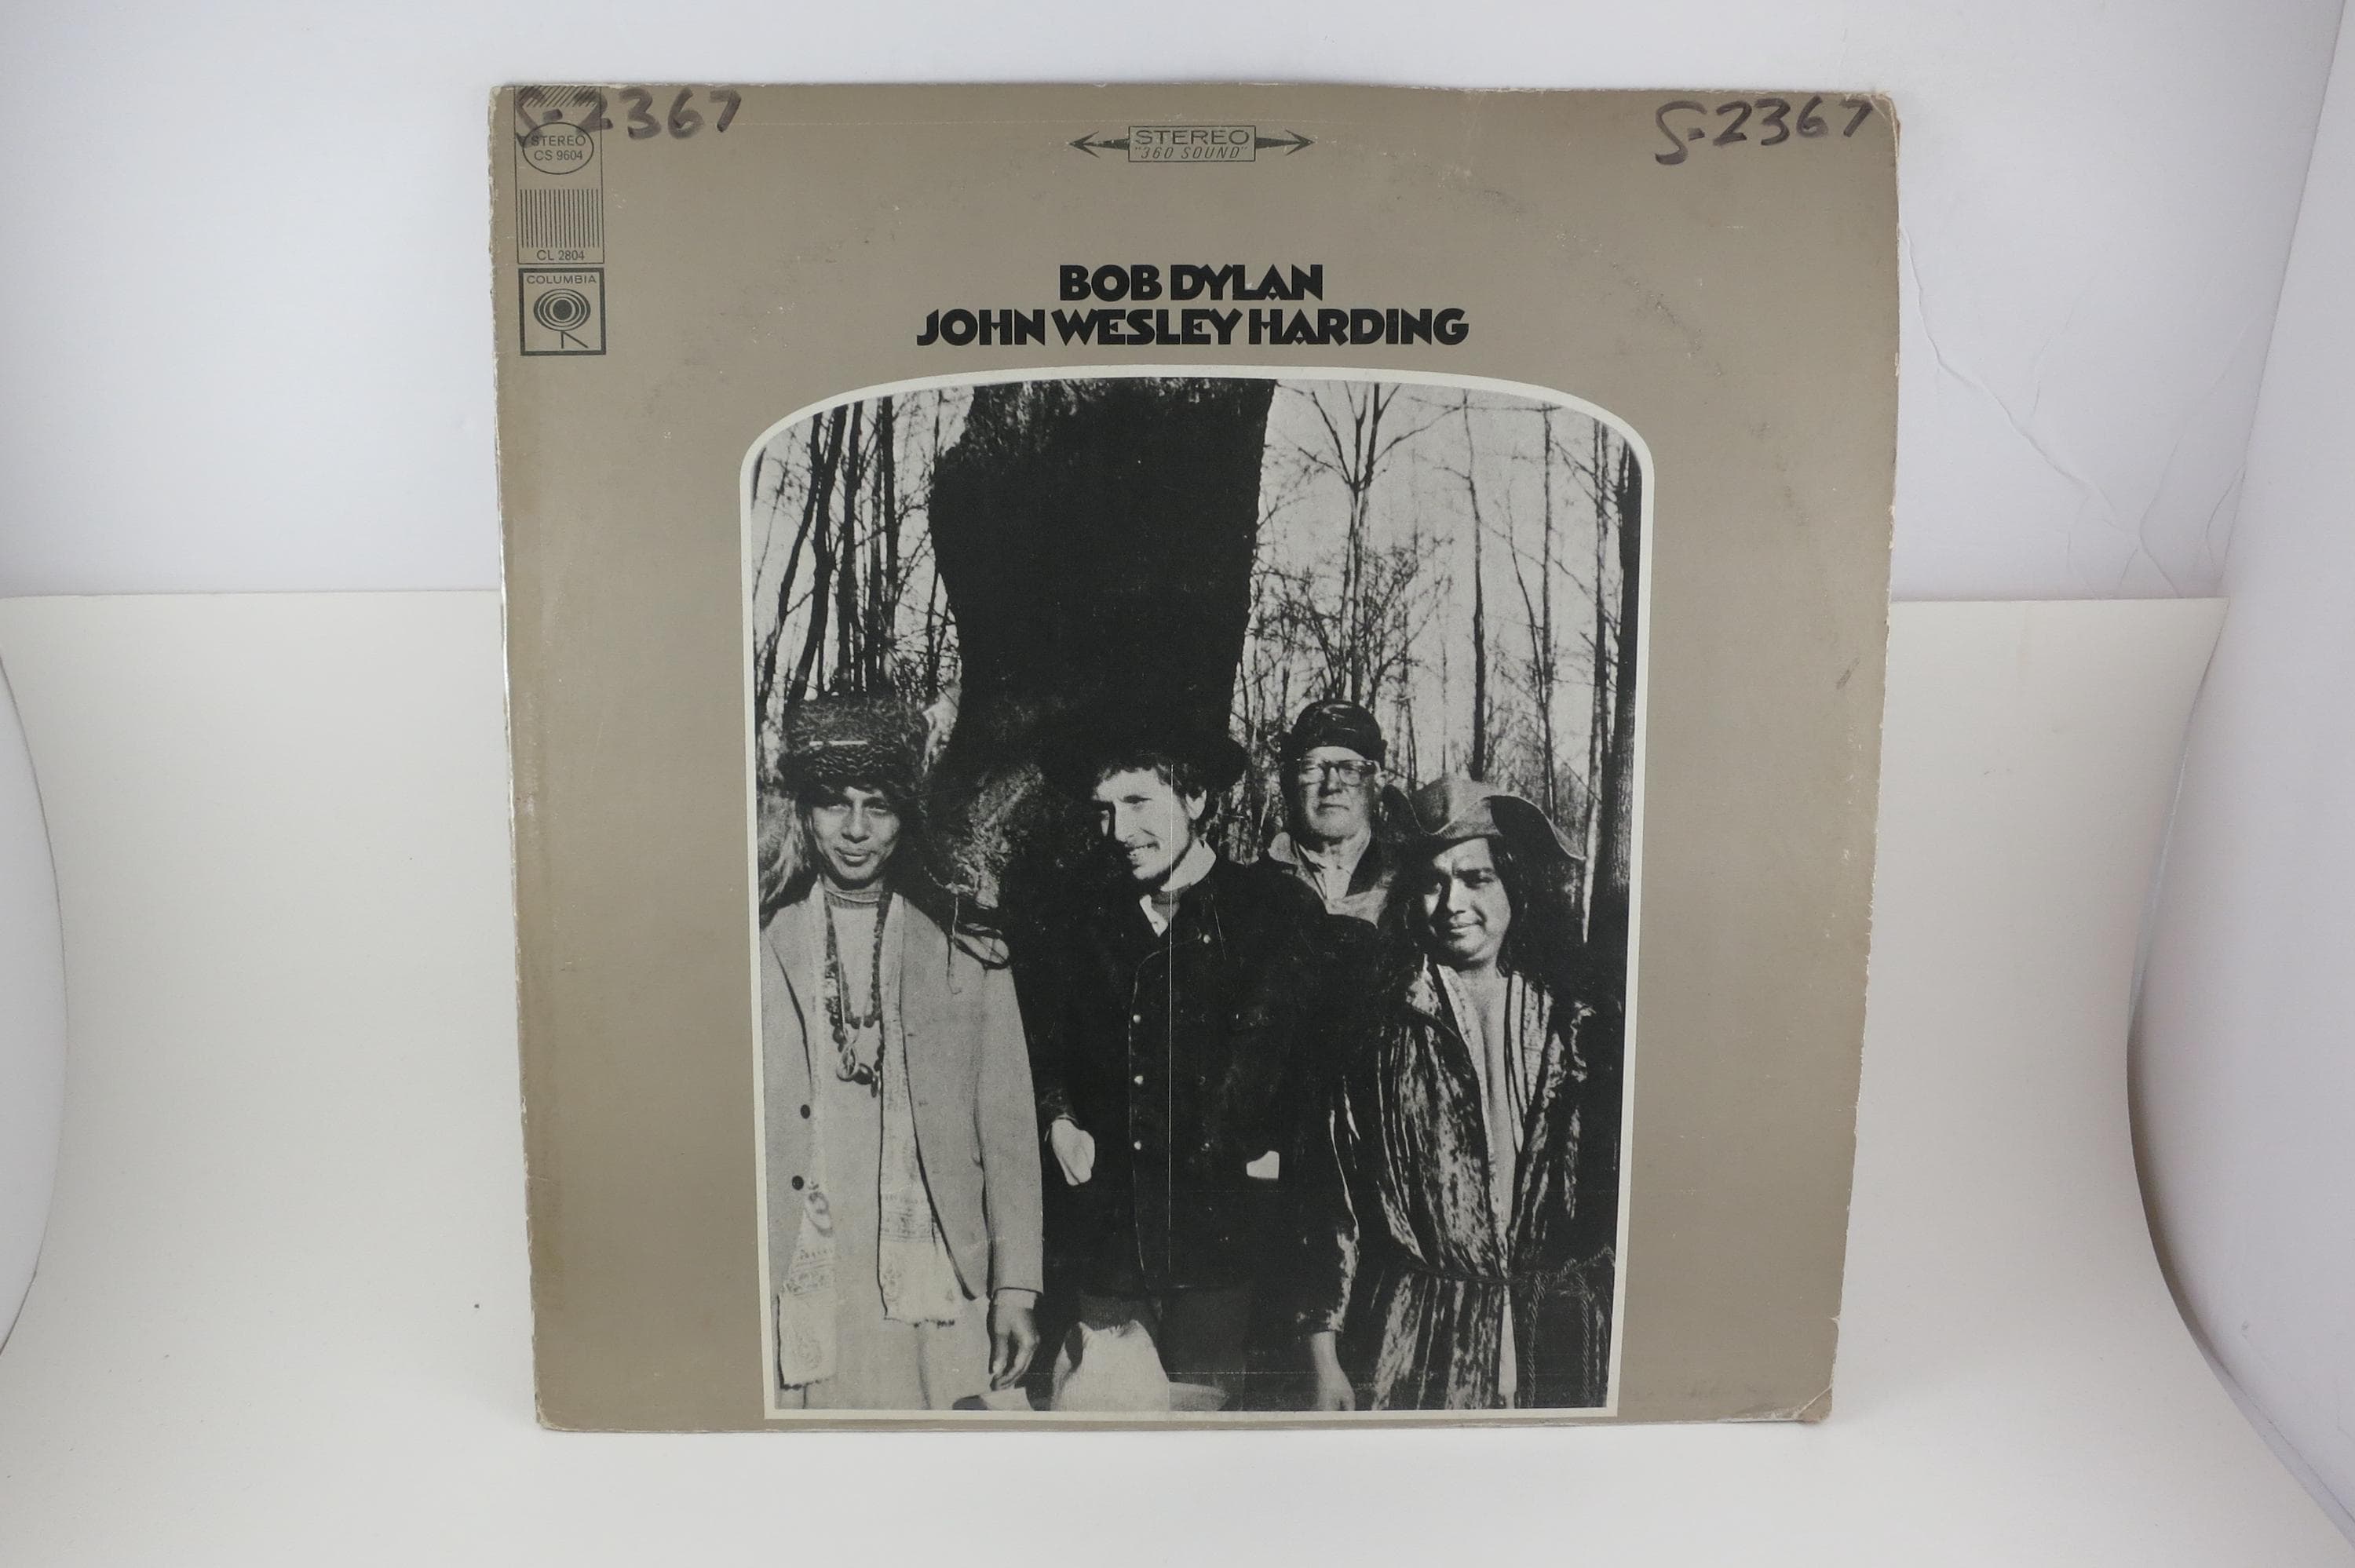 S-2367
S-2367
STEREO
CS 9604
CL 2804
COLUMBIA
STEREO
"360 SOUND"
BOB DYLAN
JOHN WESLEY HARDING